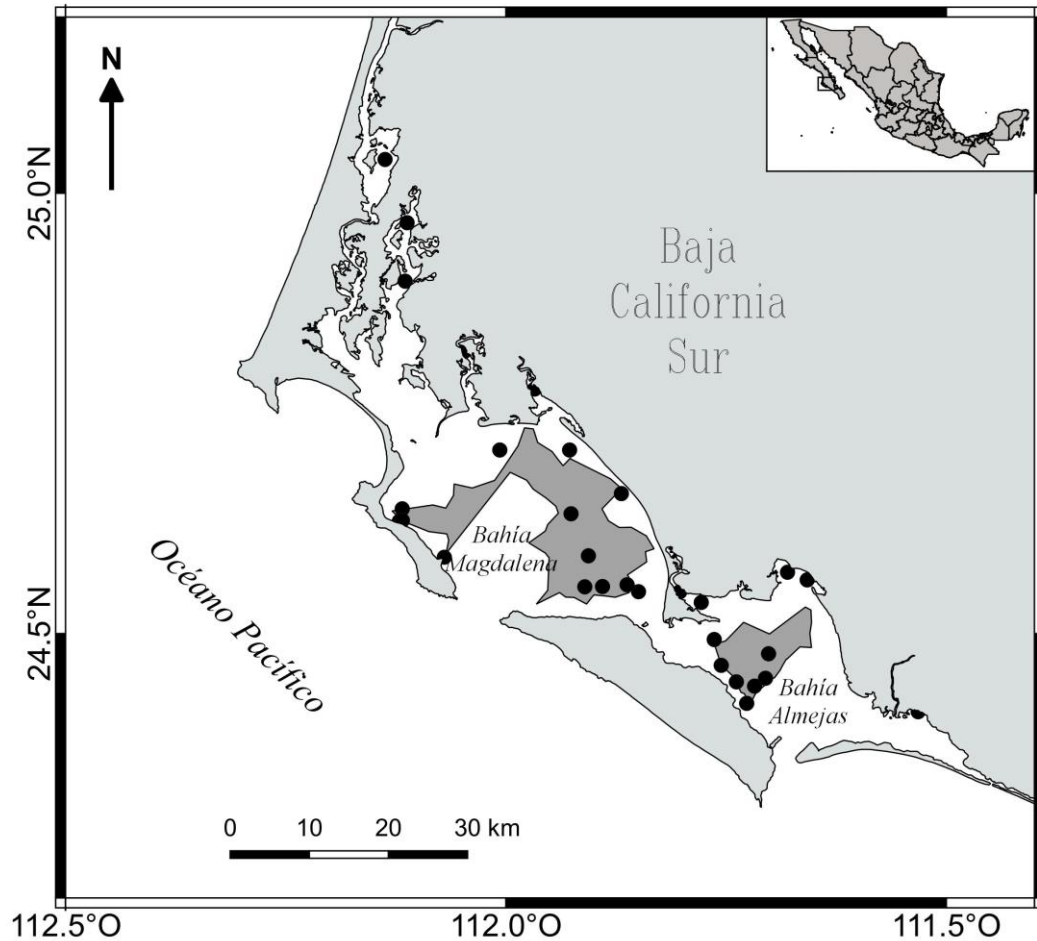 N
25.0°N
Baja
California
Sur
Bahía
Magdalena
Océano Pacífico
24.5°N
Bahía
Almejas
0 10 20 30 km
112.5°O 112.0°O 111.5°O